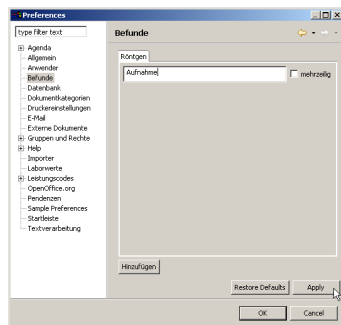 Preferences
type filter text
Befunde
Agenda
Allgemein
Anwender
Befunde
Datenbank
Dokumentkategorien
Druckereinstellungen
E-Mail
Externe Dokumente
Gruppen und Rechte
Help
Importer
Laborwerte
Leistungscodes
OpenOffice.org
Pendenzen
Sample Preferences
Startleiste
Textverarbeitung
Röntgen
Aufnahme
mehrzeilig
Hinzufügen
Restore Defaults
Apply
OK
Cancel